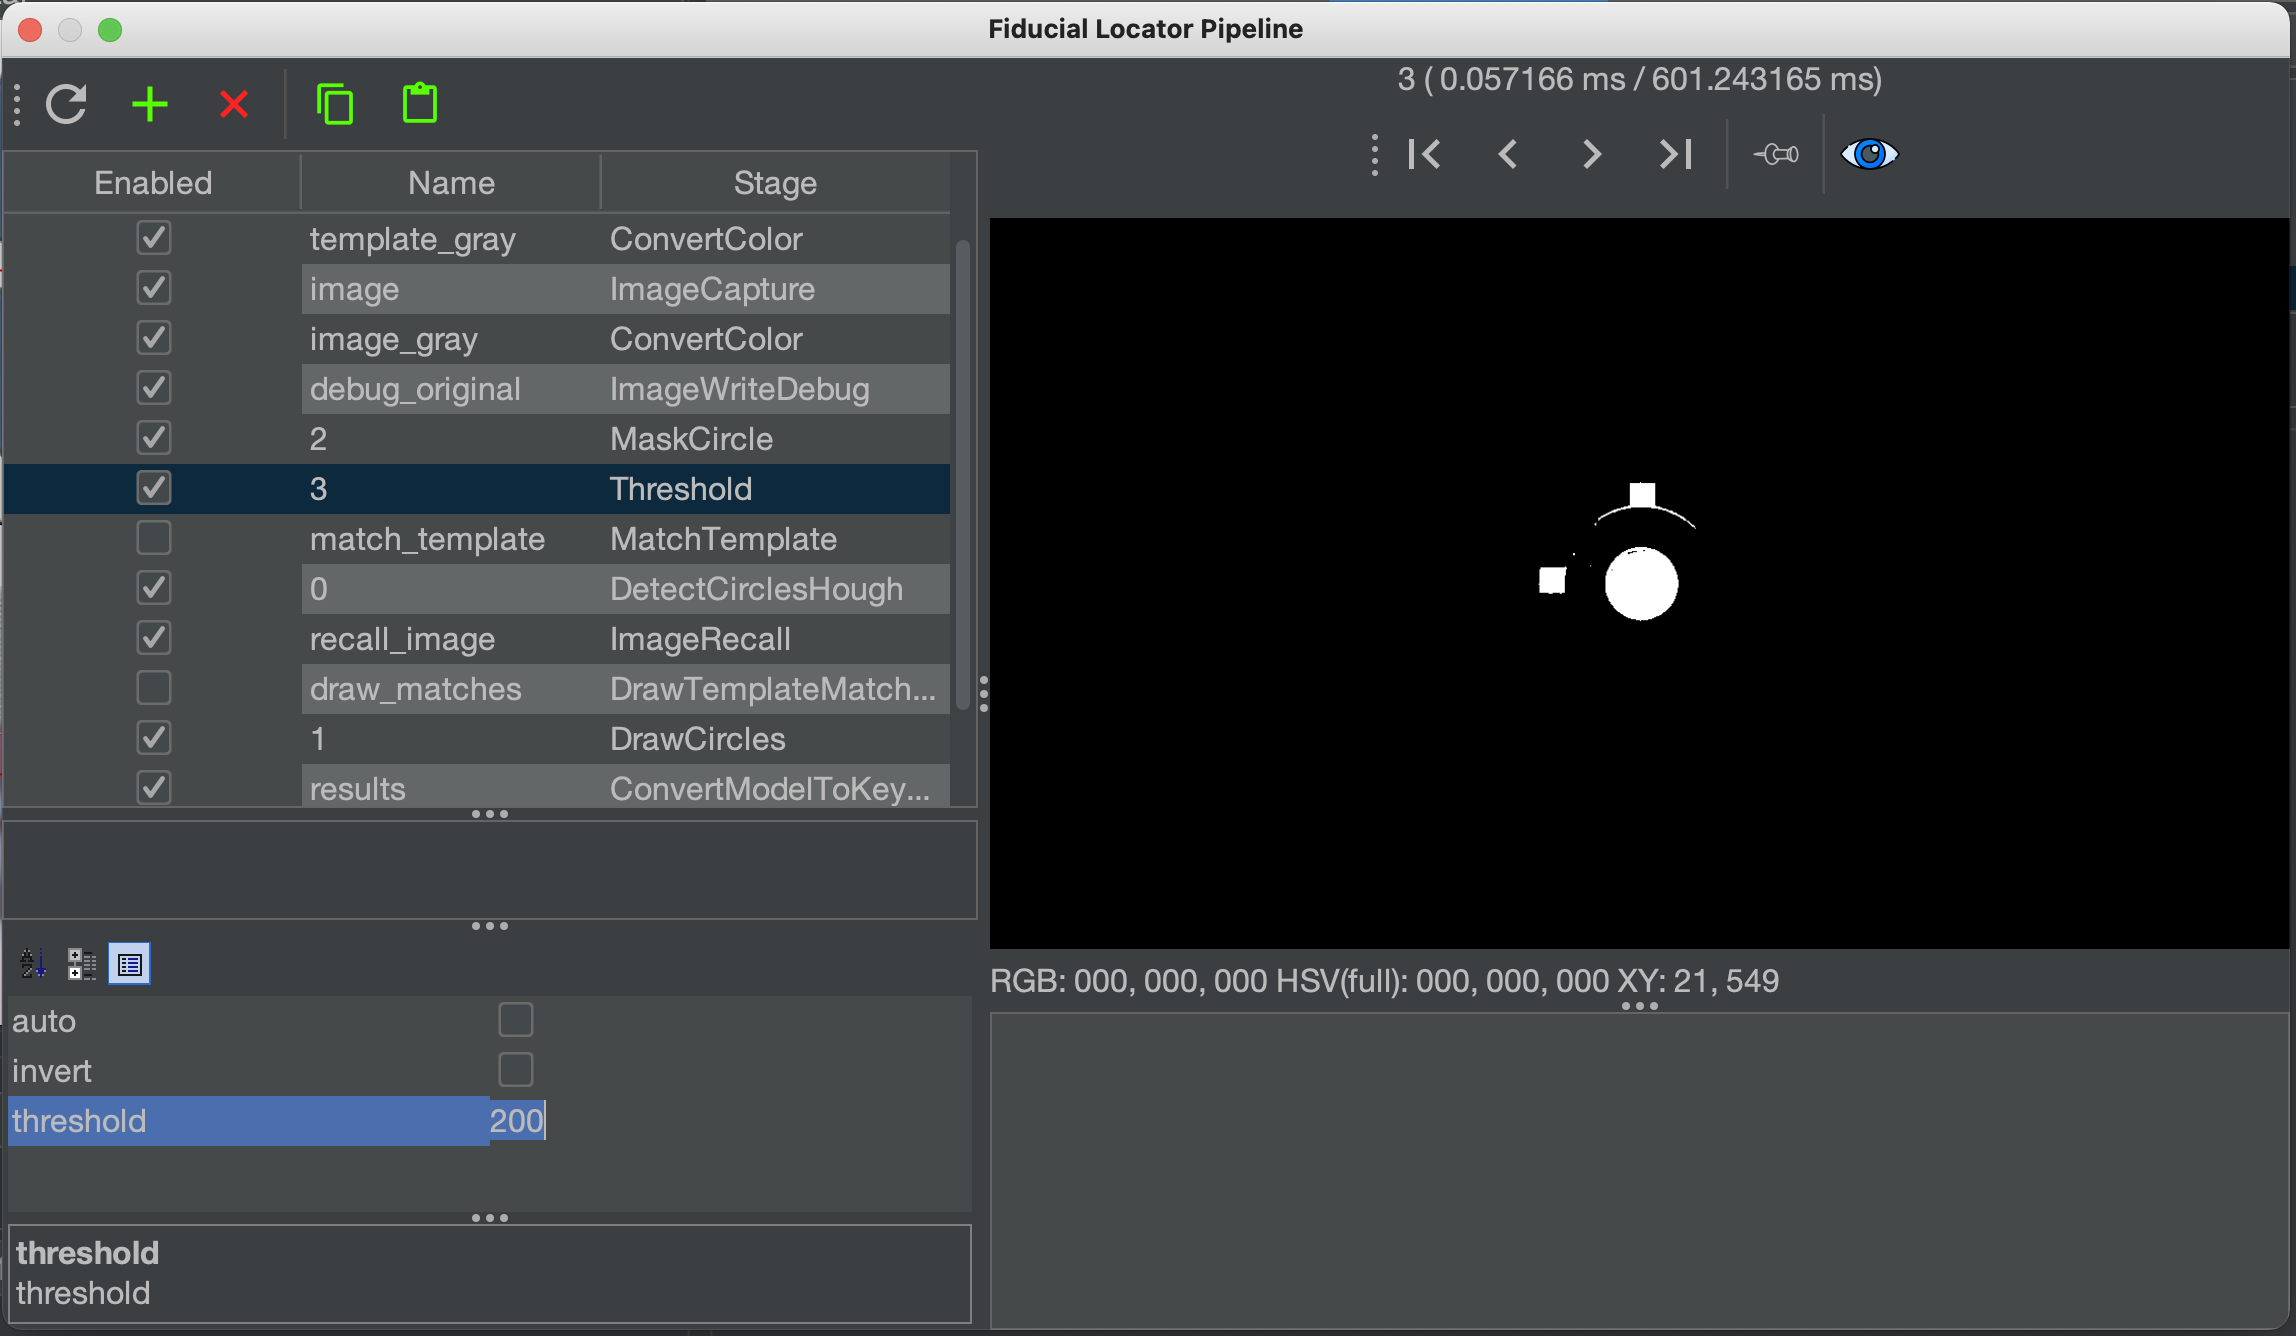 Fiducial Locator Pipeline
3 ( 0.057166 ms / 601.243165 ms)
Enabled Name Stage
template_gray ConvertColor
image ImageCapture
image_gray ConvertColor
debug_original ImageWriteDebug
2 MaskCircle
3 Threshold
match_template MatchTemplate
0 DetectCirclesHough
recall_image ImageRecall
draw_matches DrawTemplateMatch...
1 DrawCircles
results ConvertModelToKey...
RGB: 000, 000, 000 HSV(full): 000, 000, 000 XY: 21, 549
auto
invert
threshold 200
threshold
threshold